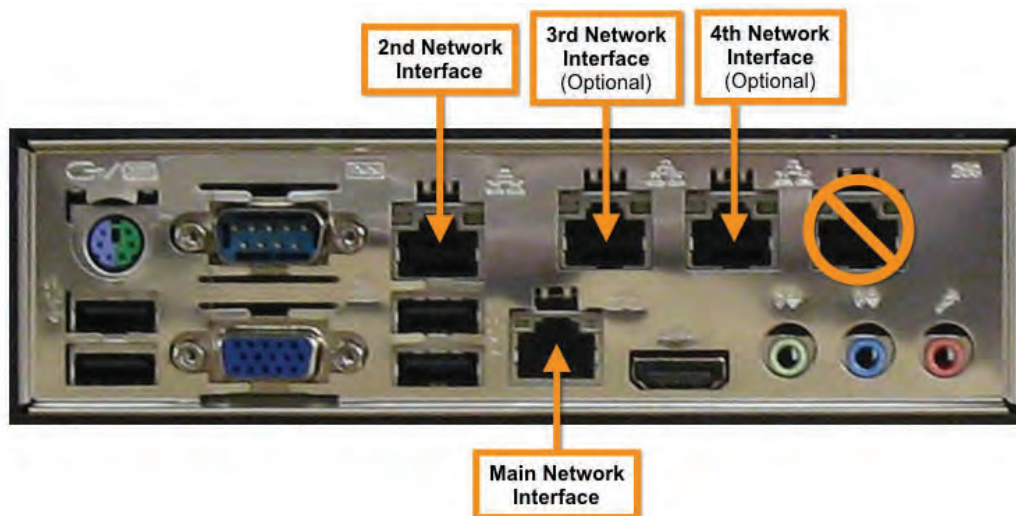 2nd Network
Interface
3rd Network
Interface
(Optional)
4th Network
Interface
(Optional)
Main Network
Interface